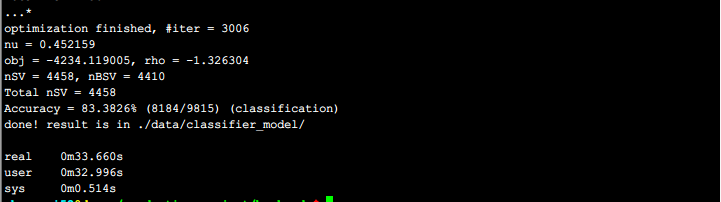 ...*
optimization finished, #iter = 3006
nu = 0.452159
obj = -4234.119005, rho = -1.326304
nSV = 4458, nBSV = 4410
Total nSV = 4458
Accuracy = 83.3826% (8184/9815) (classification)
done! result is in ./data/classifier_model/
real 0m33.660s
user 0m32.996s
sys 0m0.514s